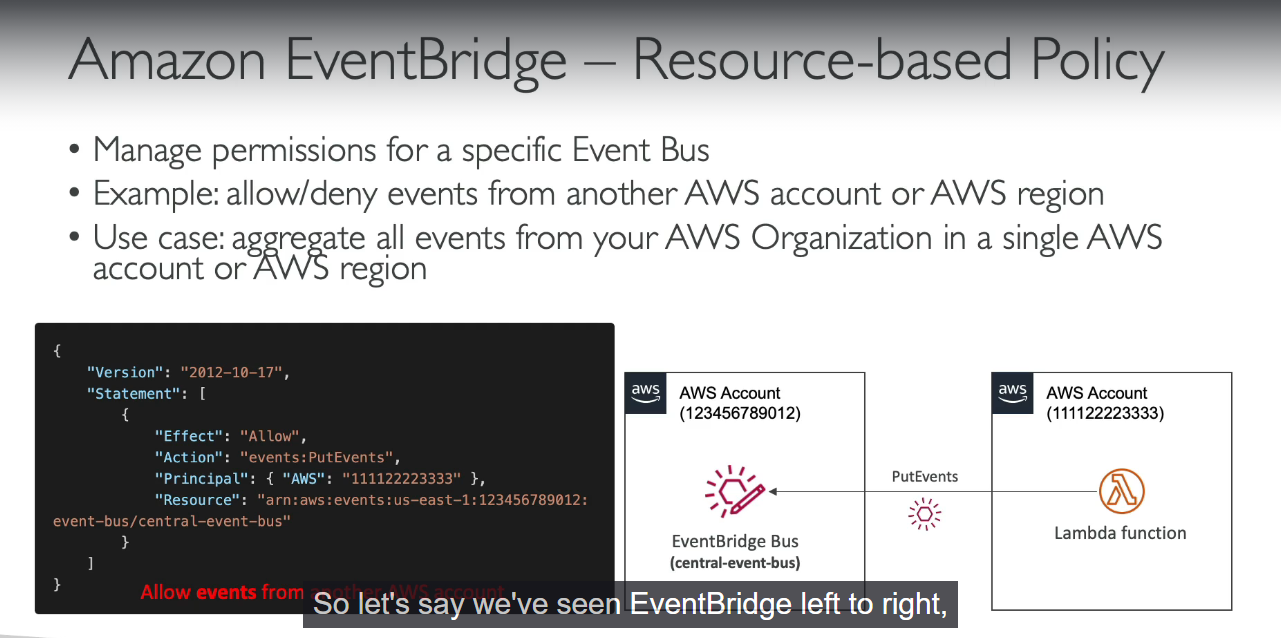 Amazon EventBridge – Resource-based Policy
• Manage permissions for a specific Event Bus
• Example: allow/deny events from another AWS account or AWS region
• Use case: aggregate all events from your AWS Organization in a single AWS
account or AWS region
{
"Version": "2012-10-17",
"Statement": [
{
"Effect": "Allow",
"Action": "events:PutEvents",
"Principal": { "AWS": "111122223333" },
"Resource": "arn:aws:events:us-east-1:123456789012:
event-bus/central-event-bus"
}
]
}
Allow events from another AWS account
aws
AWS Account
(123456789012)
EventBridge Bus
(central-event-bus)
PutEvents
aws
AWS Account
(111122223333)
Lambda function
So let's say we've seen EventBridge left to right,